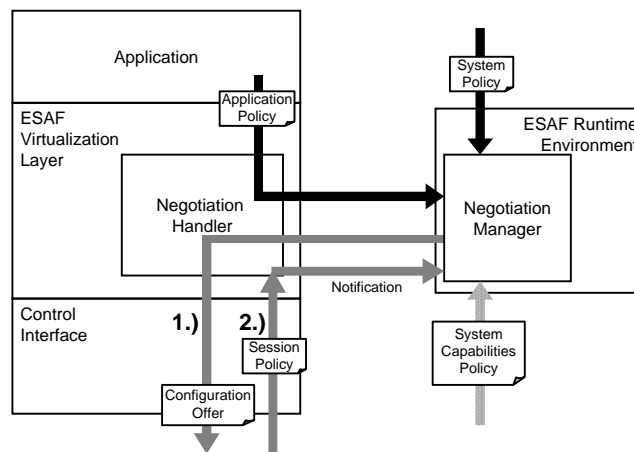 Application
System
Policy
Application
Policy
ESAF
Virtualization
Layer
ESAF Runtime
Environment
Negotiation
Handler
Negotiation
Manager
Notification
Control
Interface
1.)
2.)
Session
Policy
System
Capabilities
Policy
Configuration
Offer